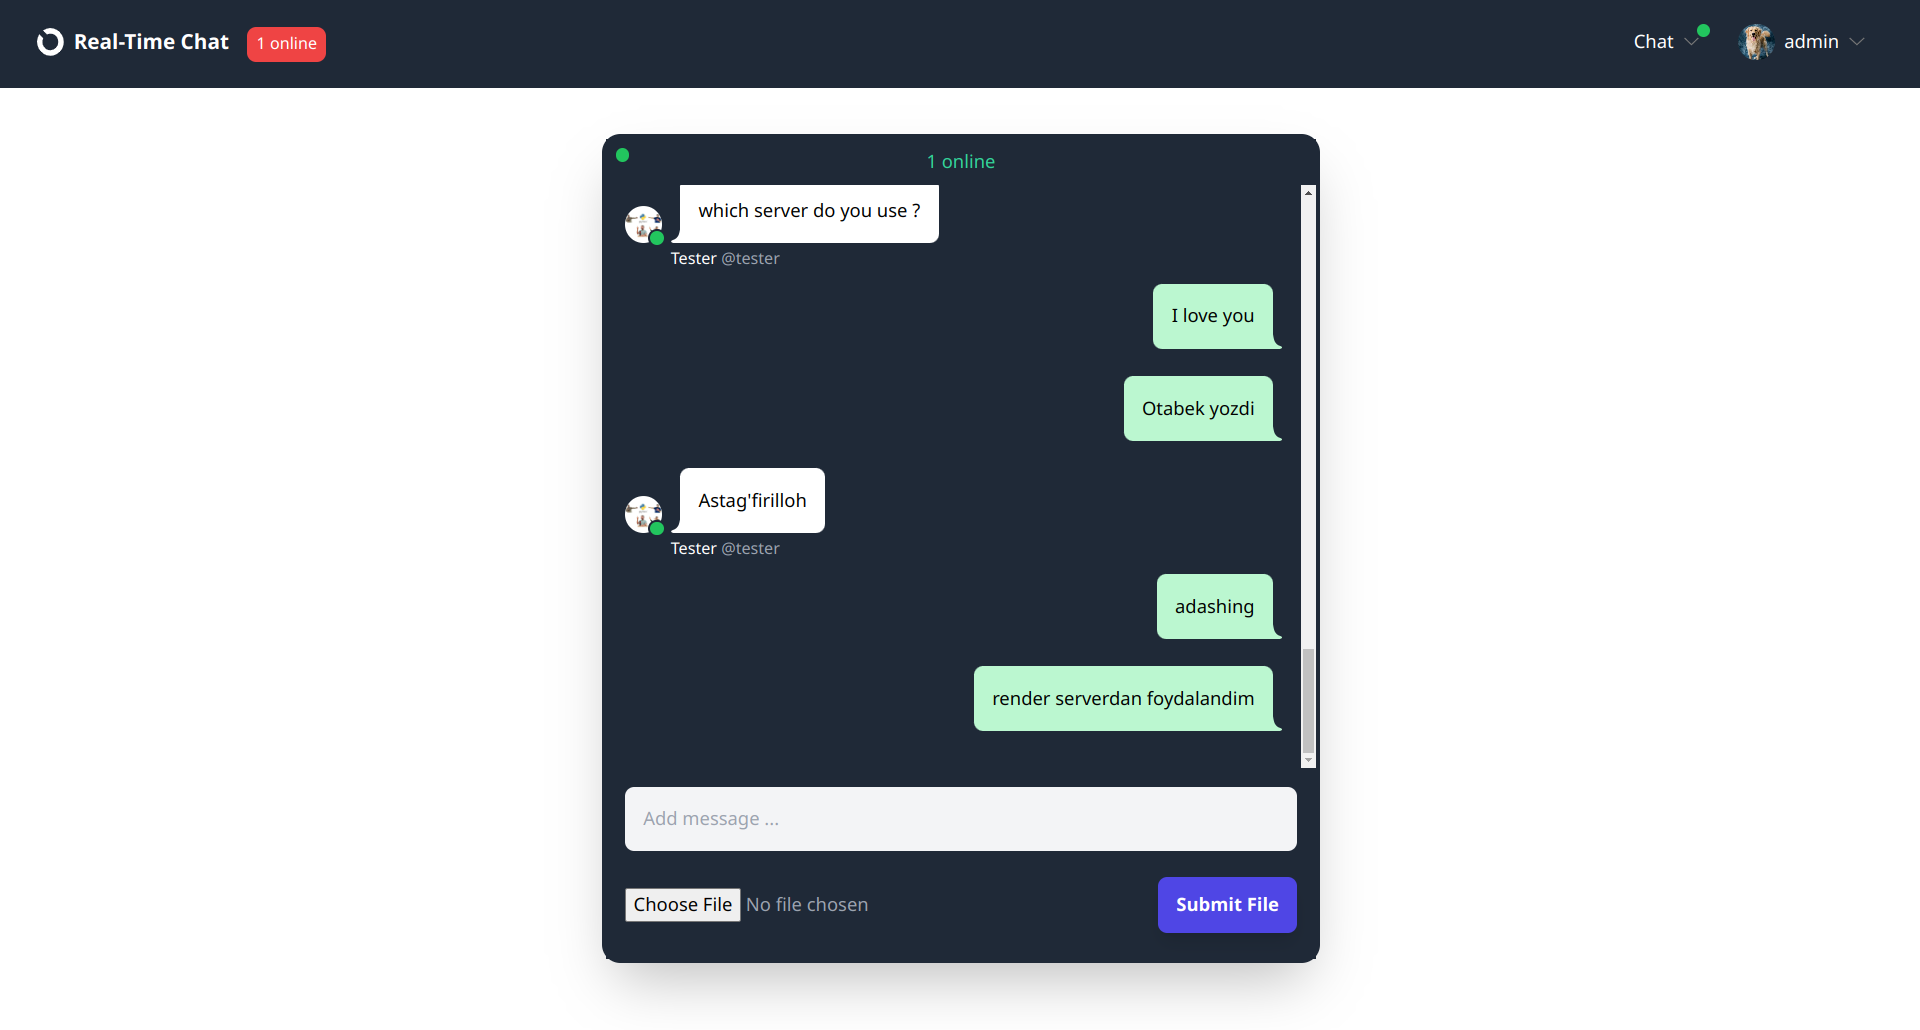 Real-Time Chat
1 online
Chat
admin
1 online
which server do you use ?
Tester @tester
I love you
Otabek yozdi
Astag'firilloh
Tester @tester
adashing
render serverdan foydalandim
Add message ...
Choose File No file chosen
Submit File